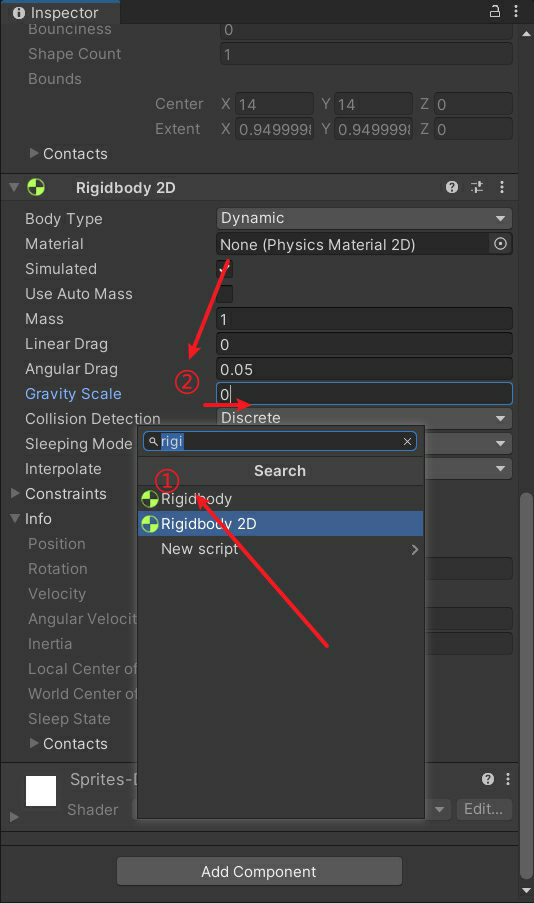 Inspector
Bounciness 0
Shape Count 1
Bounds
Center X 14 Y 14 Z 0
Extent X 0.9499998 Y 0.9499998 Z 0
Contacts
Rigidbody 2D
Body Type Dynamic
Material None (Physics Material 2D)
Simulated
Use Auto Mass
Mass 1
Linear Drag 0
Angular Drag 0.05
②
Gravity Scale 0
Collision Detection Discrete
Sleeping Mode
rigi
Interpolate
Search
①
Constraints
Rigidbody
Info
Rigidbody 2D
Position
New script
Rotation
Velocity
Angular Velocit
Inertia
Local Center of
World Center of
Sleep State
Contacts
Sprites-D
Shader
Edit...
Add Component